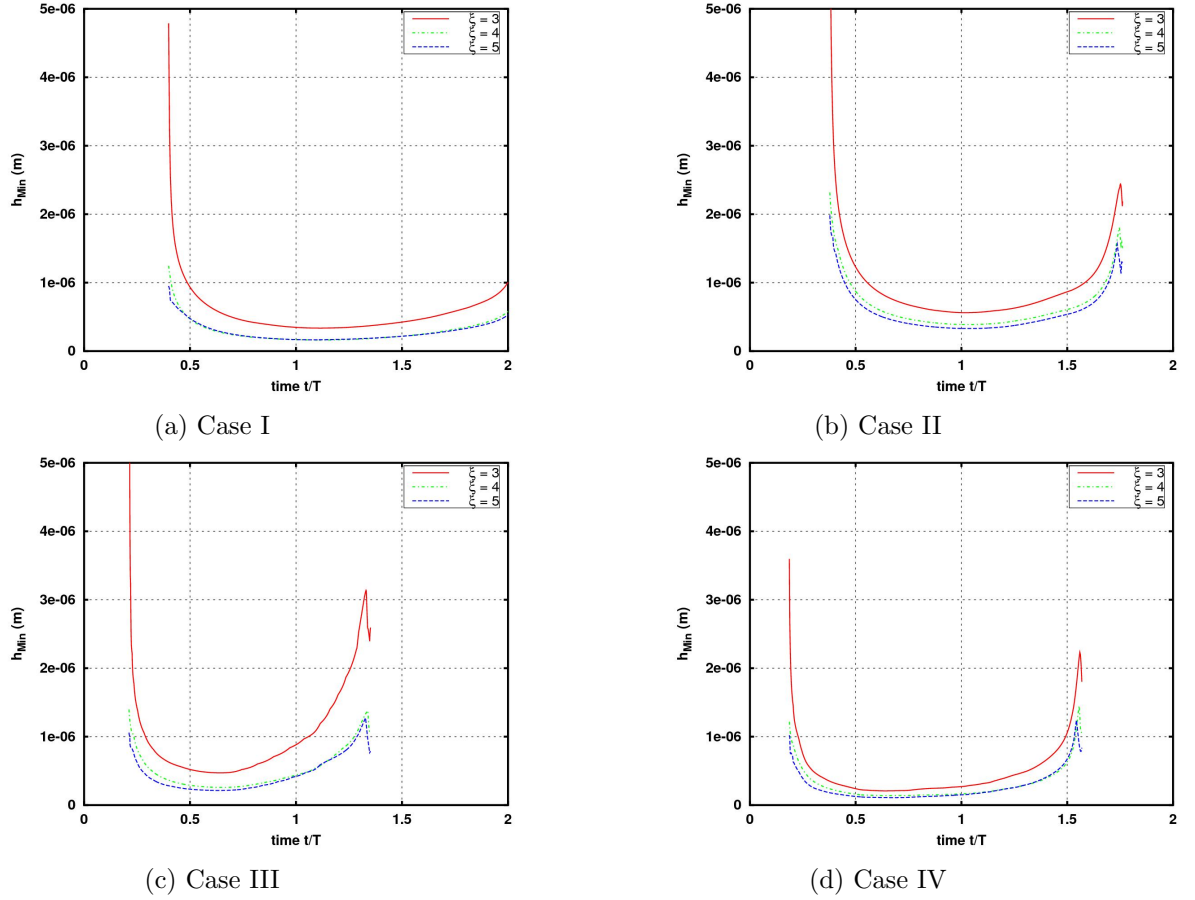 5e-06
4e-06
3e-06
2e-06
1e-06
0
h_Min (m)
ξ = 3
ξ = 4
ξ = 5
0 0.5 1 1.5 2
time t/T
(a) Case I
5e-06
4e-06
3e-06
2e-06
1e-06
0
h_Min (m)
ξ = 3
ξ = 4
ξ = 5
0 0.5 1 1.5 2
time t/T
(b) Case II
5e-06
4e-06
3e-06
2e-06
1e-06
0
h_Min (m)
ξ = 3
ξ = 4
ξ = 5
0 0.5 1 1.5 2
time t/T
(c) Case III
5e-06
4e-06
3e-06
2e-06
1e-06
0
h_Min (m)
ξ = 3
ξ = 4
ξ = 5
0 0.5 1 1.5 2
time t/T
(d) Case IV